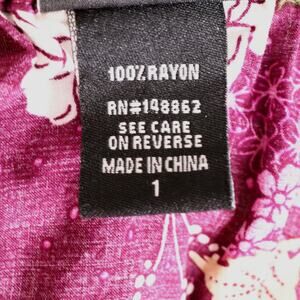 100% RAYON
RN#148862
SEE CARE
ON REVERSE
MADE IN CHINA
1